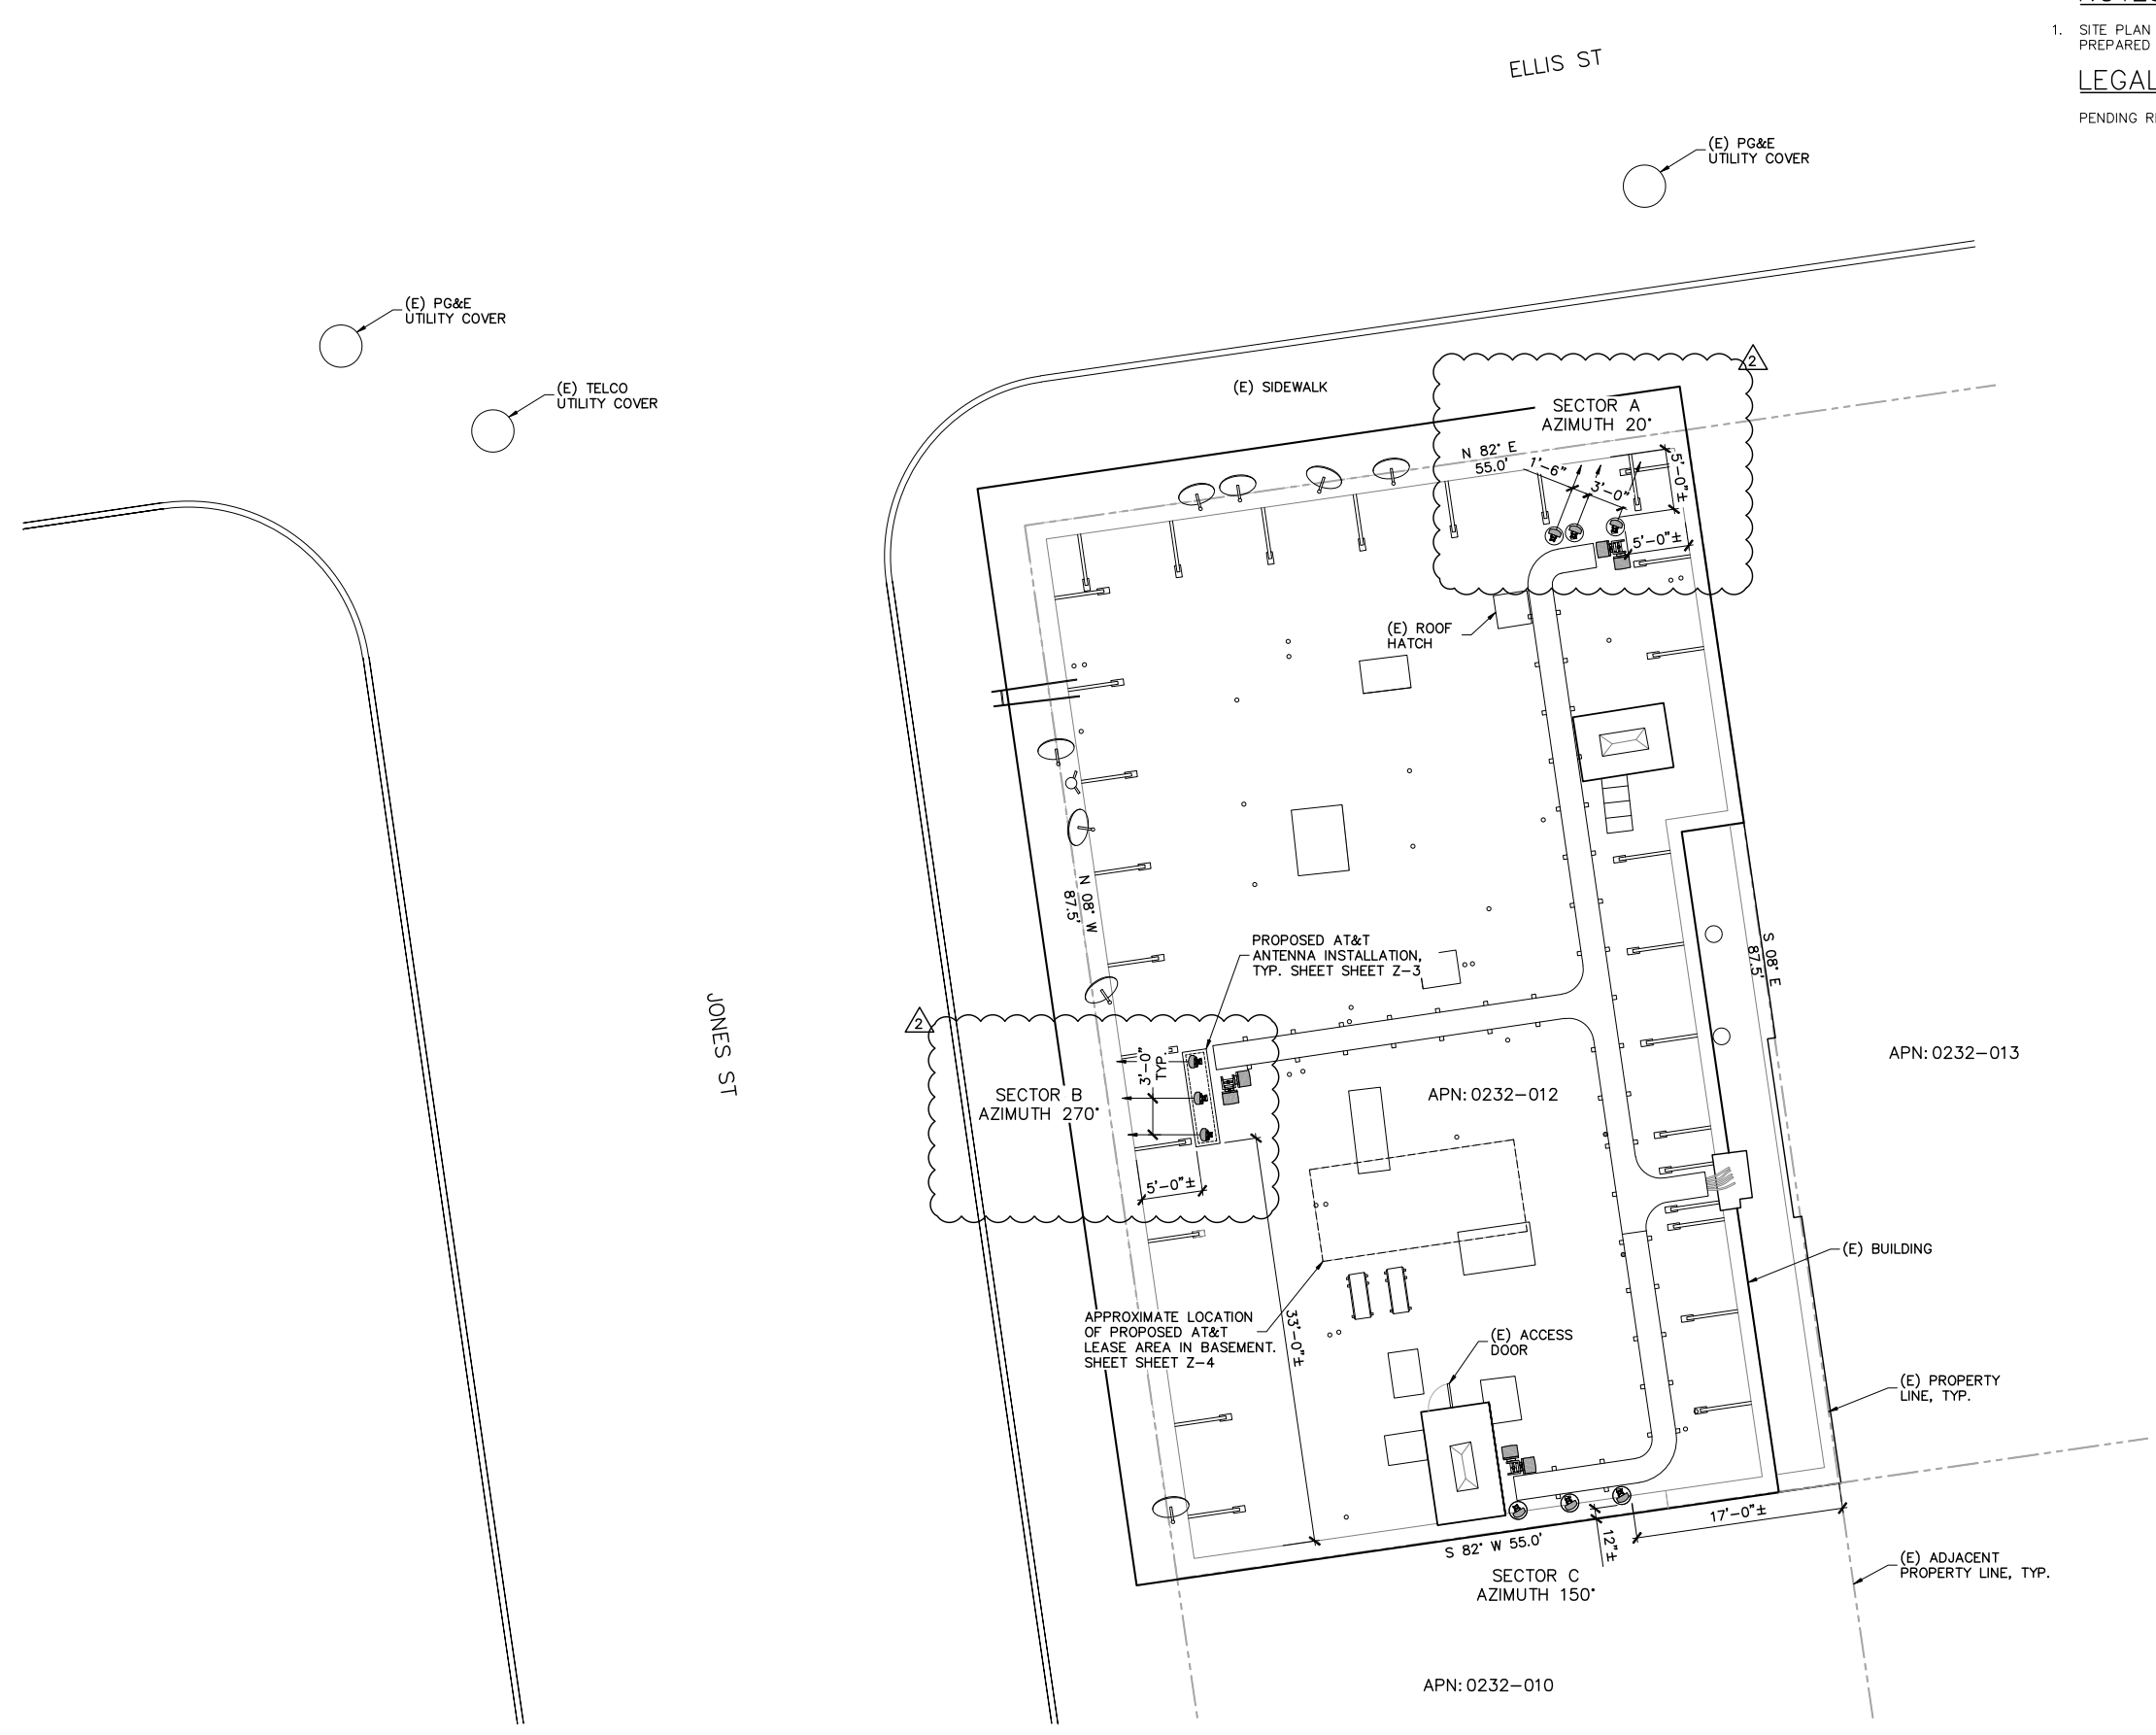 1. SITE PLAN
PREPARED
LEGAL
ELLIS ST
(E) PG&E
UTILITY COVER
(E) PG&E
UTILITY COVER
(E) TELCO
UTILITY COVER
(E) SIDEWALK
2
SECTOR A
AZIMUTH 20°
N 82° E
55.0'
1'-6"
3'-0"
5'-0"±
5'-0"±
(E) ROOF
HATCH
N 08° W
87.5'
PROPOSED AT&T
ANTENNA INSTALLATION,
TYP. SHEET SHEET Z-3
S 08° E
87.5'
JONES ST
2
3'-0"
TYP.
SECTOR B
AZIMUTH 270°
5'-0"±
APN: 0232-012
APN: 0232-013
(E) BUILDING
APPROXIMATE LOCATION
OF PROPOSED AT&T
LEASE AREA IN BASEMENT.
SHEET SHEET Z-4
33'-0"±
(E) ACCESS
DOOR
(E) PROPERTY
LINE, TYP.
17'-0"±
12"±
S 82° W 55.0'
SECTOR C
AZIMUTH 150°
(E) ADJACENT
PROPERTY LINE, TYP.
APN: 0232-010
PENDING